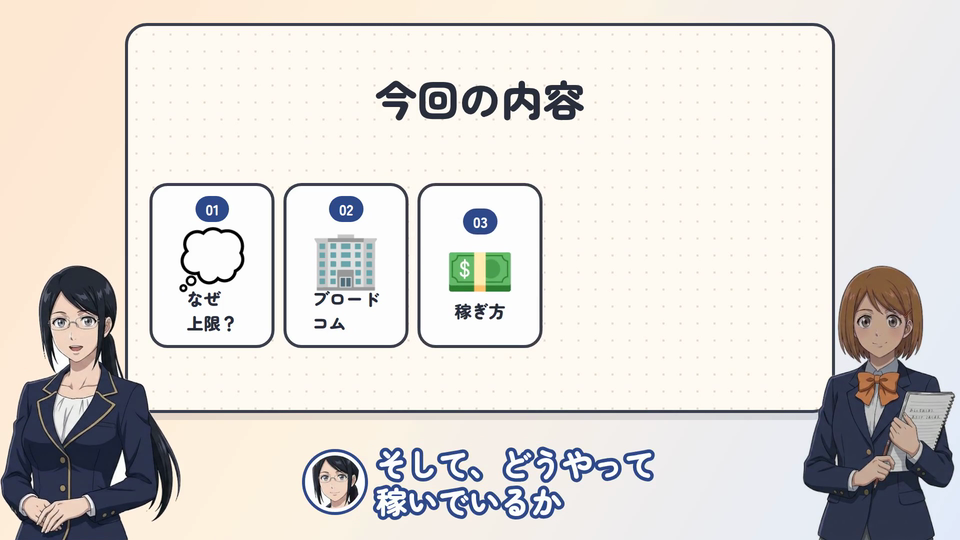 今回の内容
01
なぜ
上限？
02
ブロード
コム
03
稼ぎ方
そして、どうやって
稼いでいるか